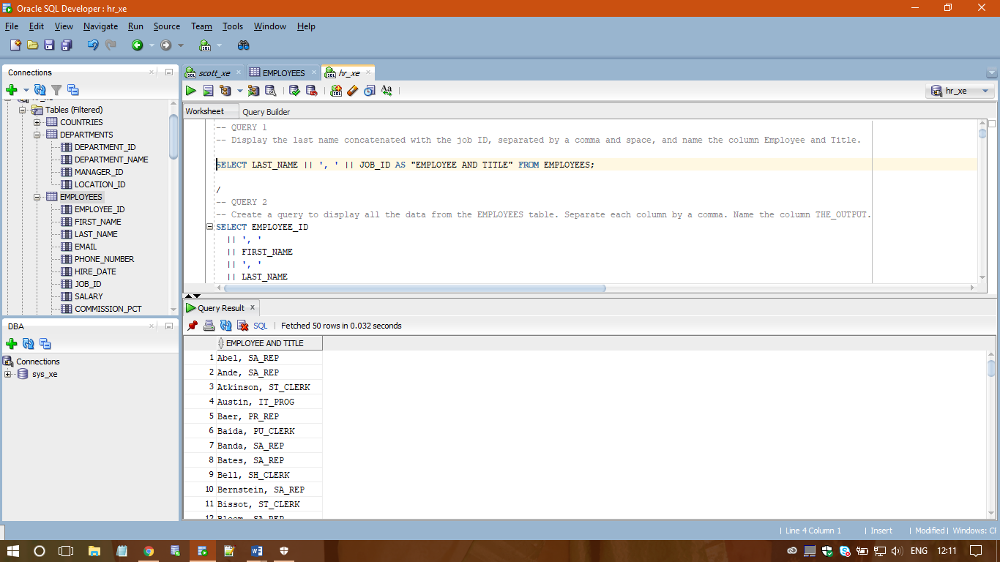 Oracle SQL Developer : hr_xe
File Edit View Navigate Run Source Team Tools Window Help
Connections
Tables (Filtered)
COUNTRIES
DEPARTMENTS
DEPARTMENT_ID
DEPARTMENT_NAME
MANAGER_ID
LOCATION_ID
EMPLOYEES
EMPLOYEE_ID
FIRST_NAME
LAST_NAME
EMAIL
PHONE_NUMBER
HIRE_DATE
JOB_ID
SALARY
COMMISSION_PCT
DBA
Connections
sys_xe
scott_xe EMPLOYEES hr_xe
hr_xe
Worksheet Query Builder
-- QUERY 1
-- Display the last name concatenated with the job ID, separated by a comma and space, and name the column Employee and Title.
SELECT LAST_NAME || ', ' || JOB_ID AS "EMPLOYEE AND TITLE" FROM EMPLOYEES;
/
-- QUERY 2
-- Create a query to display all the data from the EMPLOYEES table. Separate each column by a comma. Name the column THE_OUTPUT.
SELECT EMPLOYEE_ID
|| ', '
|| FIRST_NAME
|| ', '
|| LAST_NAME
Query Result x
SQL | Fetched 50 rows in 0.032 seconds
EMPLOYEE AND TITLE
1 Abel, SA_REP
2 Ande, SA_REP
3 Atkinson, ST_CLERK
4 Austin, IT_PROG
5 Baer, PR_REP
6 Baida, PU_CLERK
7 Banda, SA_REP
8 Bates, SA_REP
9 Bell, SH_CLERK
10 Bernstein, SA_REP
11 Bissot, ST_CLERK
12 Bloom, SA_REP
| Line 4 Column 1 | Insert | Modified | Windows:
ENG 12:11